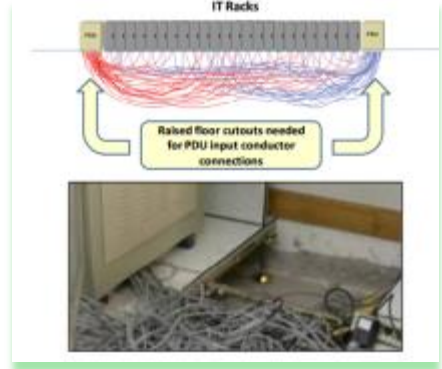 IT Racks
PDU
PDU
Raised floor cutouts needed
for PDU input conductor
connections